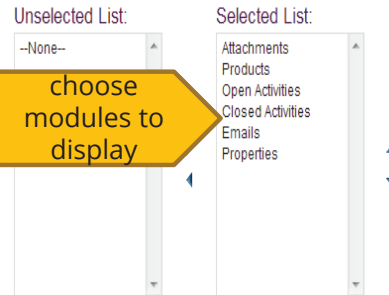 Unselected List:
Selected List:
--None--
Attachments
Products
Open Activities
Closed Activities
Emails
Properties
choose
modules to
display